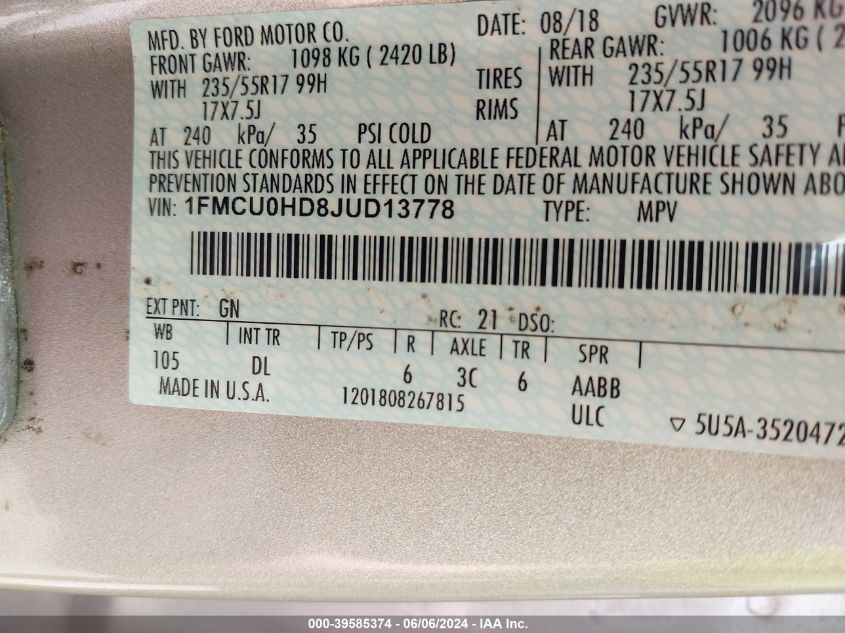 MFD. BY FORD MOTOR CO. DATE: 08/18 GVWR: 2096 KG
FRONT GAWR: 1098 KG ( 2420 LB) REAR GAWR: 1006 KG ( 2
WITH 235/55R17 99H TIRES WITH 235/55R17 99H
17X7.5J RIMS 17X7.5J
AT 240 kPa/ 35 PSI COLD AT 240 kPa/ 35
THIS VEHICLE CONFORMS TO ALL APPLICABLE FEDERAL MOTOR VEHICLE SAFETY
PREVENTION STANDARDS IN EFFECT ON THE DATE OF MANUFACTURE SHOWN ABO
VIN: 1FMCU0HD8JUD13778 TYPE: MPV
EXT PNT: GN RC: 21 DSO:
WB INT TR TP/PS R AXLE TR SPR
105 DL 6 3C 6 AABB
MADE IN U.S.A. 1201808267815 ULC
▽ 5U5A-3520472
000-39585374 - 06/06/2024 - IAA Inc.